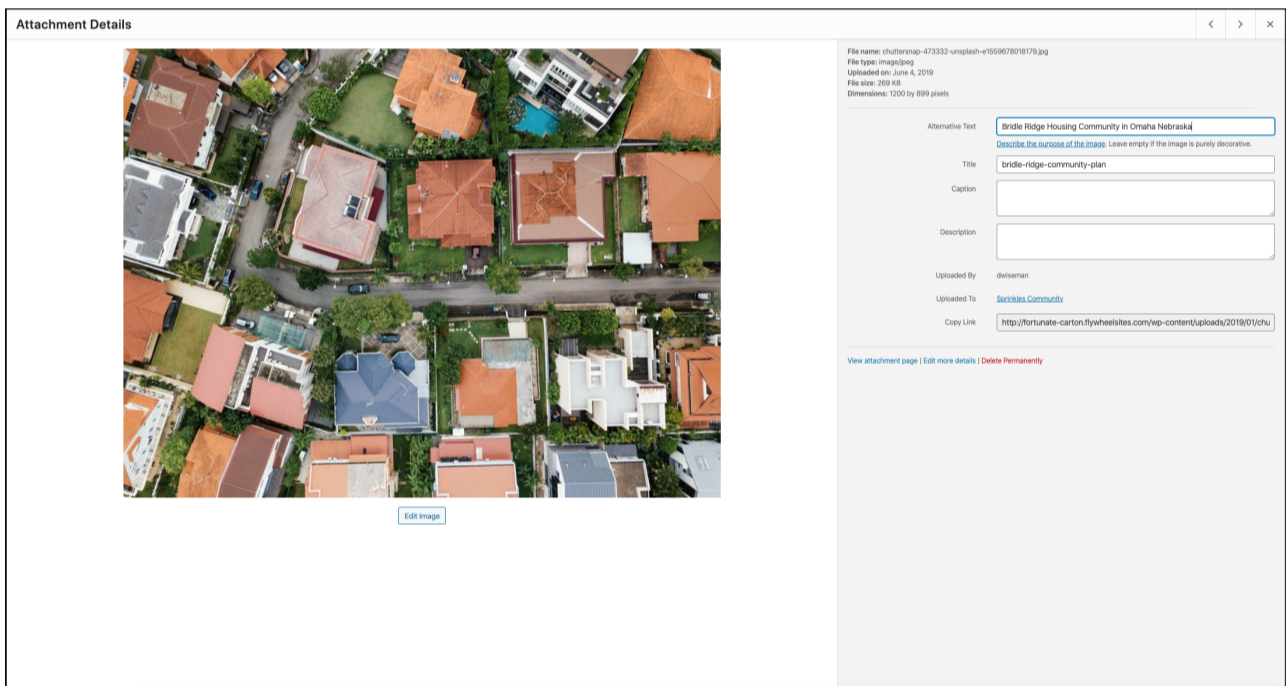 Attachment Details
File name: chuttersnap-473332-unsplash-e1559678018179.jpg
File type: image/jpeg
Uploaded on: June 4, 2019
File size: 269 KB
Dimensions: 1200 by 899 pixels
Alternative Text Bridle Ridge Housing Community in Omaha Nebraska
Describe the purpose of the image. Leave empty if the image is purely decorative.
Title bridle-ridge-community-plan
Caption
Description
Uploaded By dwiseman
Uploaded To Sprinkles Community
Copy Link http://fortunate-carton.flywheelsites.com/wp-content/uploads/2019/01/chu
View attachment page | Edit more details | Delete Permanently
Edit Image